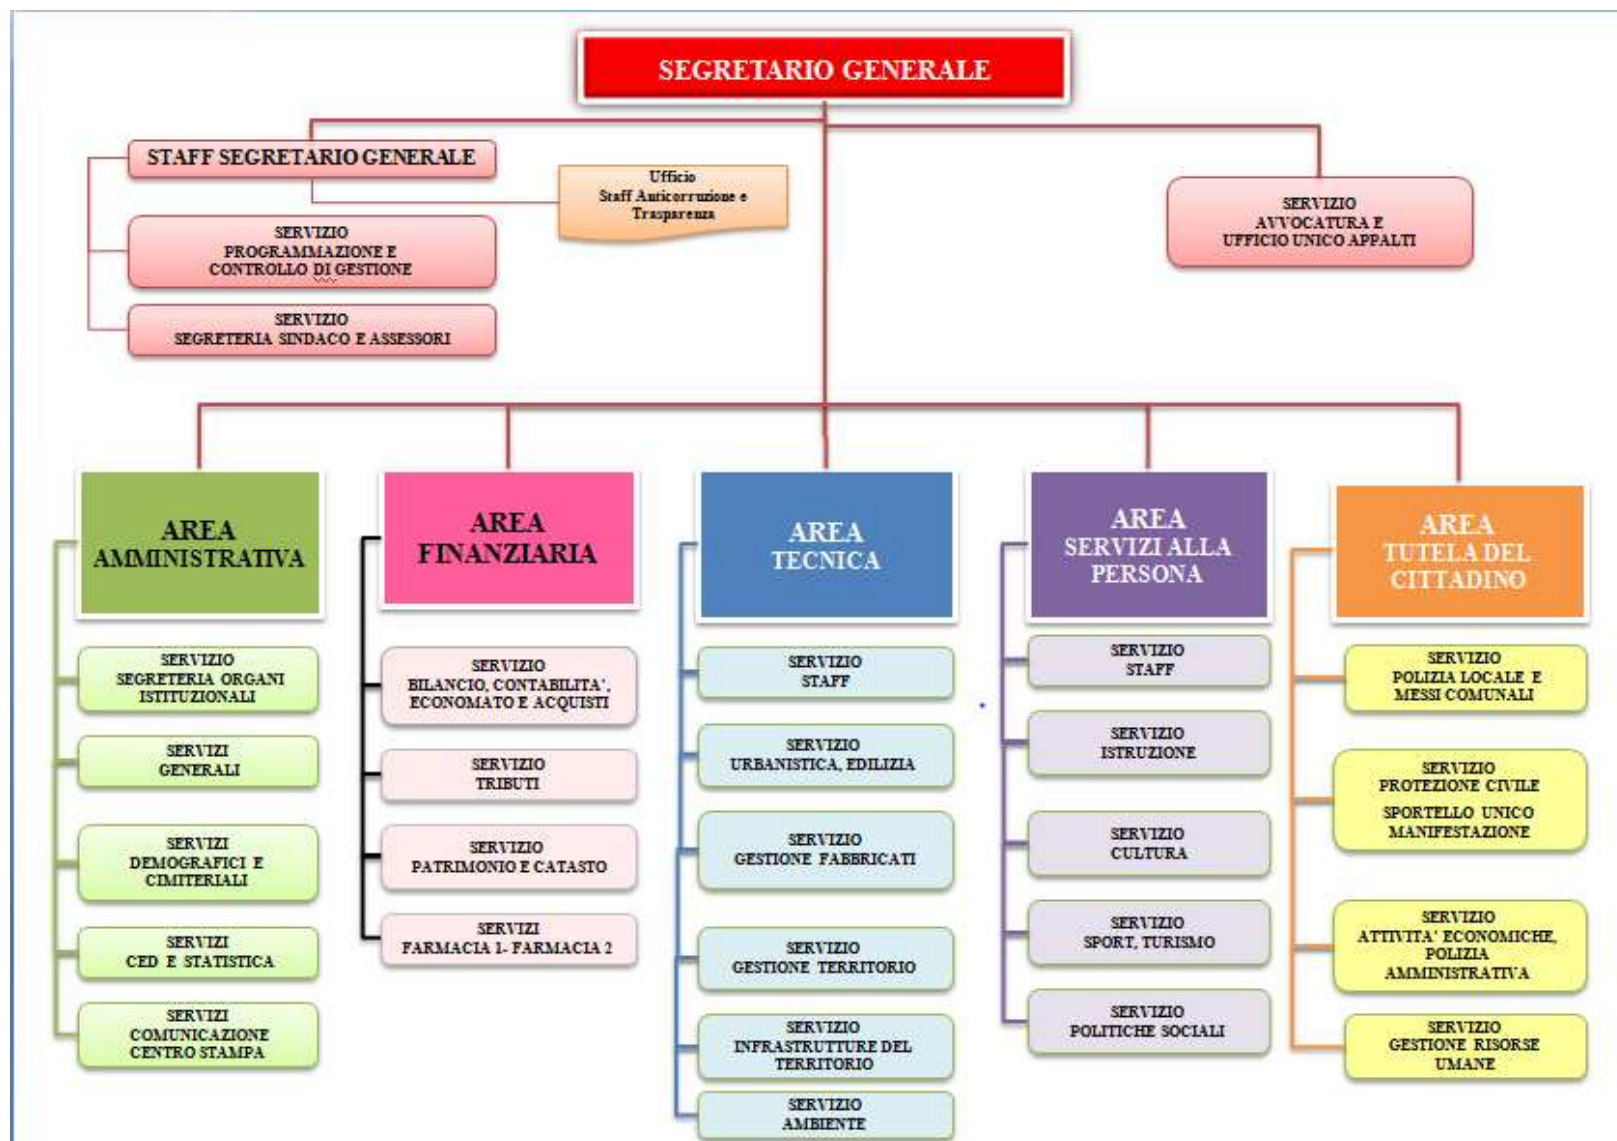 SEGRETARIO GENERALE
STAFF SEGRETARIO GENERALE
Ufficio
Staff Anticorruzione e
Trasparenza
SERVIZIO
AVVOCATURA E
UFFICIO UNICO APPALTI
SERVIZIO
PROGRAMMAZIONE E
CONTROLLO DI GESTIONE
SERVIZIO
SEGRETERIA SINDACO E ASSESSORI
AREA
AMMINISTRATIVA
SERVIZIO
SEGRETERIA ORGANI
ISTITUZIONALI
SERVIZI
GENERALI
SERVIZI
DEMOGRAFICI E
CIMITERIALI
SERVIZI
CED E STATISTICA
SERVIZI
COMUNICAZIONE
CENTRO STAMPA
AREA
FINANZIARIA
SERVIZIO
BILANCIO, CONTABILITA',
ECONOMATO E ACQUISTI
SERVIZIO
TRIBUTI
SERVIZIO
PATRIMONIO E CATASTO
SERVIZI
FARMACIA 1- FARMACIA 2
AREA
TECNICA
SERVIZIO
STAFF
SERVIZIO
URBANISTICA, EDILIZIA
SERVIZIO
GESTIONE FABBRICATI
SERVIZIO
GESTIONE TERRITORIO
SERVIZIO
INFRASTRUTTURE DEL
TERRITORIO
SERVIZIO
AMBIENTE
AREA
SERVIZI ALLA
PERSONA
SERVIZIO
STAFF
SERVIZIO
ISTRUZIONE
SERVIZIO
CULTURA
SERVIZIO
SPORT, TURISMO
SERVIZIO
POLITICHE SOCIALI
AREA
TUTELA DEL
CITTADINO
SERVIZIO
POLIZIA LOCALE E
MESSI COMUNALI
SERVIZIO
PROTEZIONE CIVILE
SPORTELLO UNICO
MANIFESTAZIONE
SERVIZIO
ATTIVITA' ECONOMICHE,
POLIZIA
AMMINISTRATIVA
SERVIZIO
GESTIONE RISORSE
UMANE